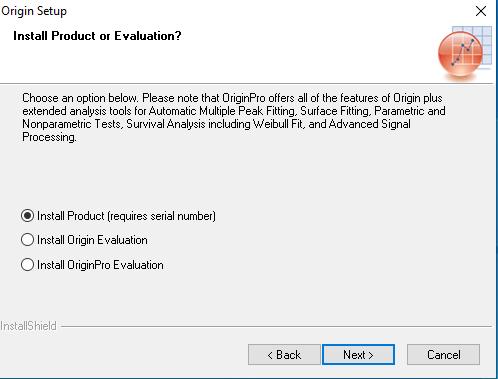 Origin Setup
Install Product or Evaluation?
Choose an option below. Please note that OriginPro offers all of the features of Origin plus
extended analysis tools for Automatic Multiple Peak Fitting, Surface Fitting, Parametric and
Nonparametric Tests, Survival Analysis including Weibull Fit, and Advanced Signal
Processing.
Install Product (requires serial number)
Install Origin Evaluation
Install OriginPro Evaluation
InstallShield
< Back Next > Cancel